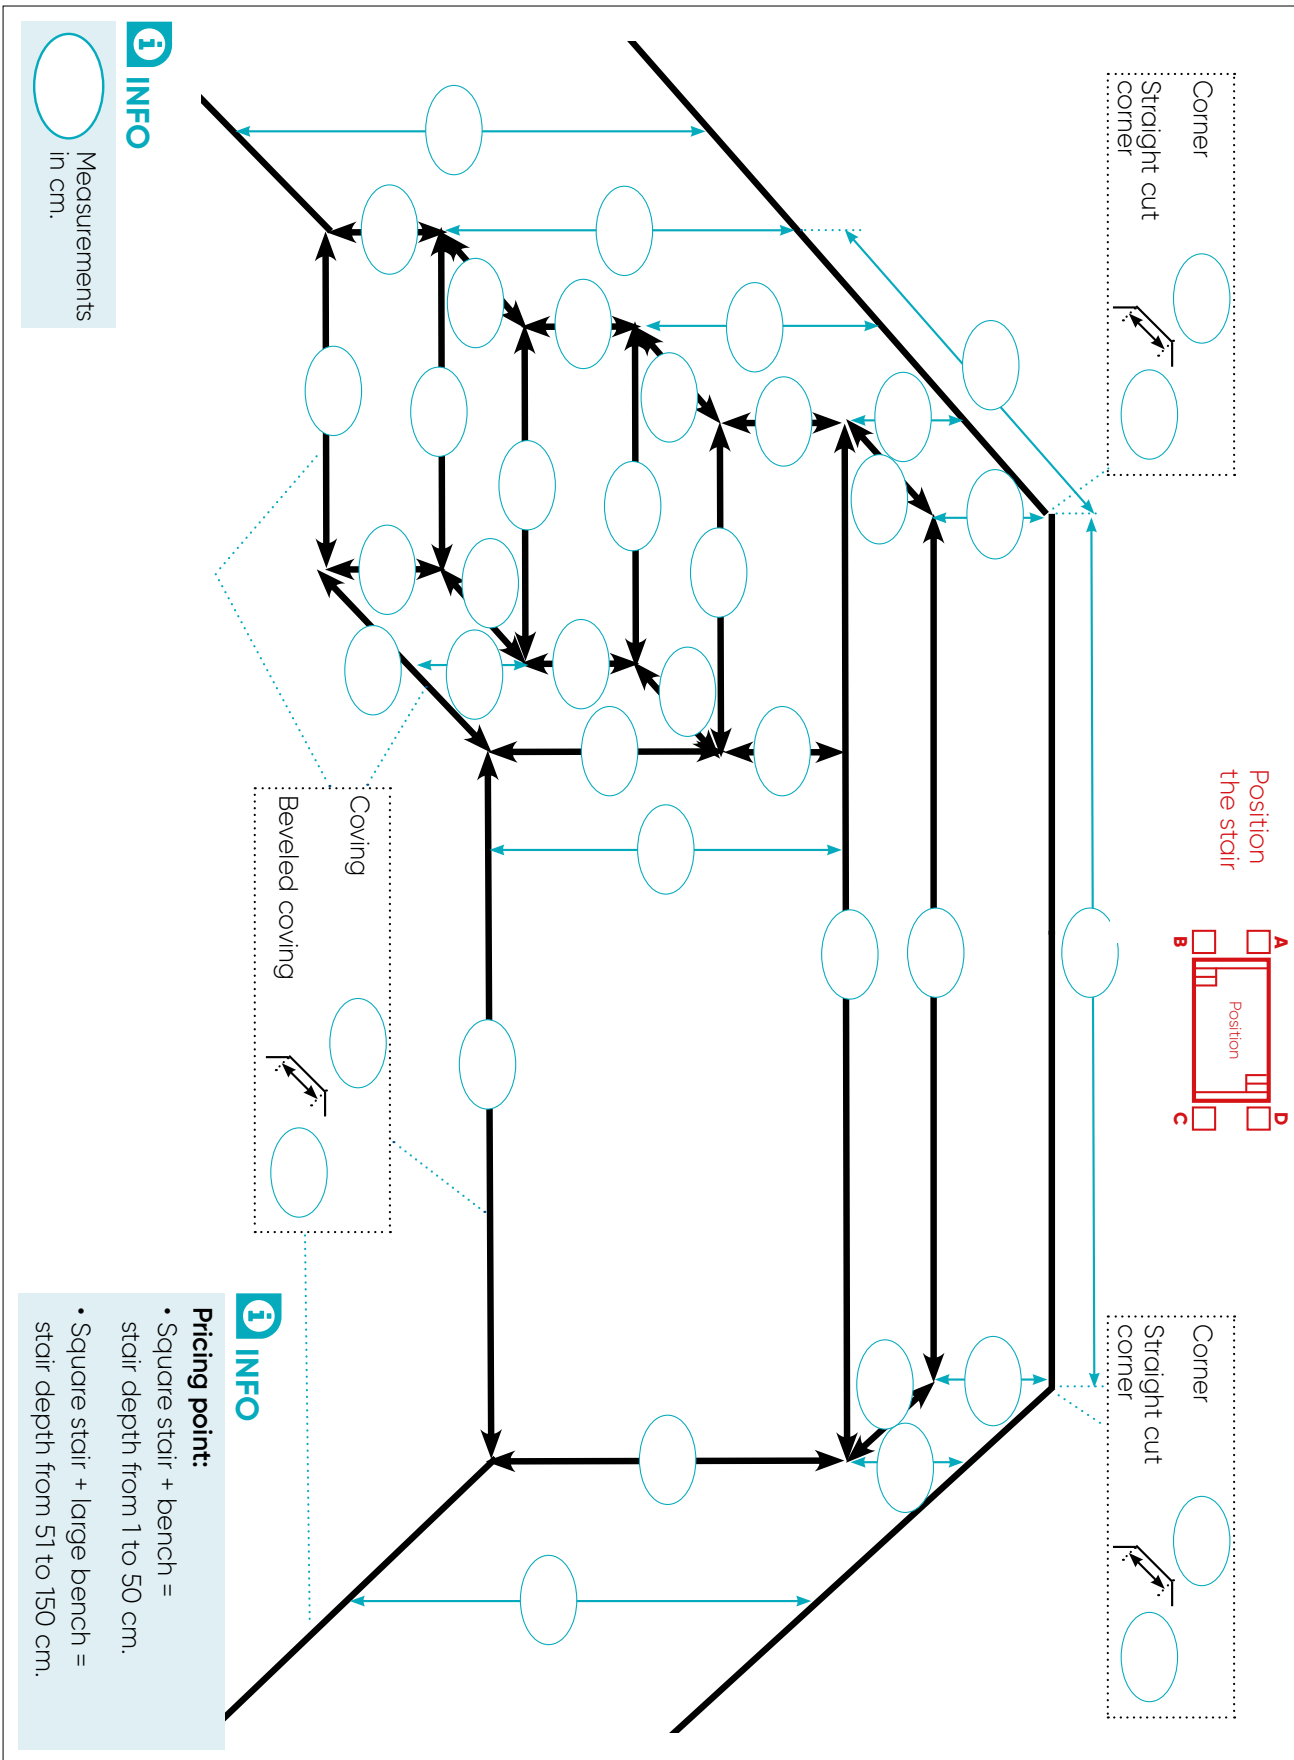 Corner
Straight cut
corner
Position
the stair
A
B
Position
D
C
Corner
Straight cut
corner
Coving
Beveled coving
i INFO
Measurements
in cm.
i INFO
Pricing point:
• Square stair + bench =
stair depth from 1 to 50 cm.
• Square stair + large bench =
stair depth from 51 to 150 cm.